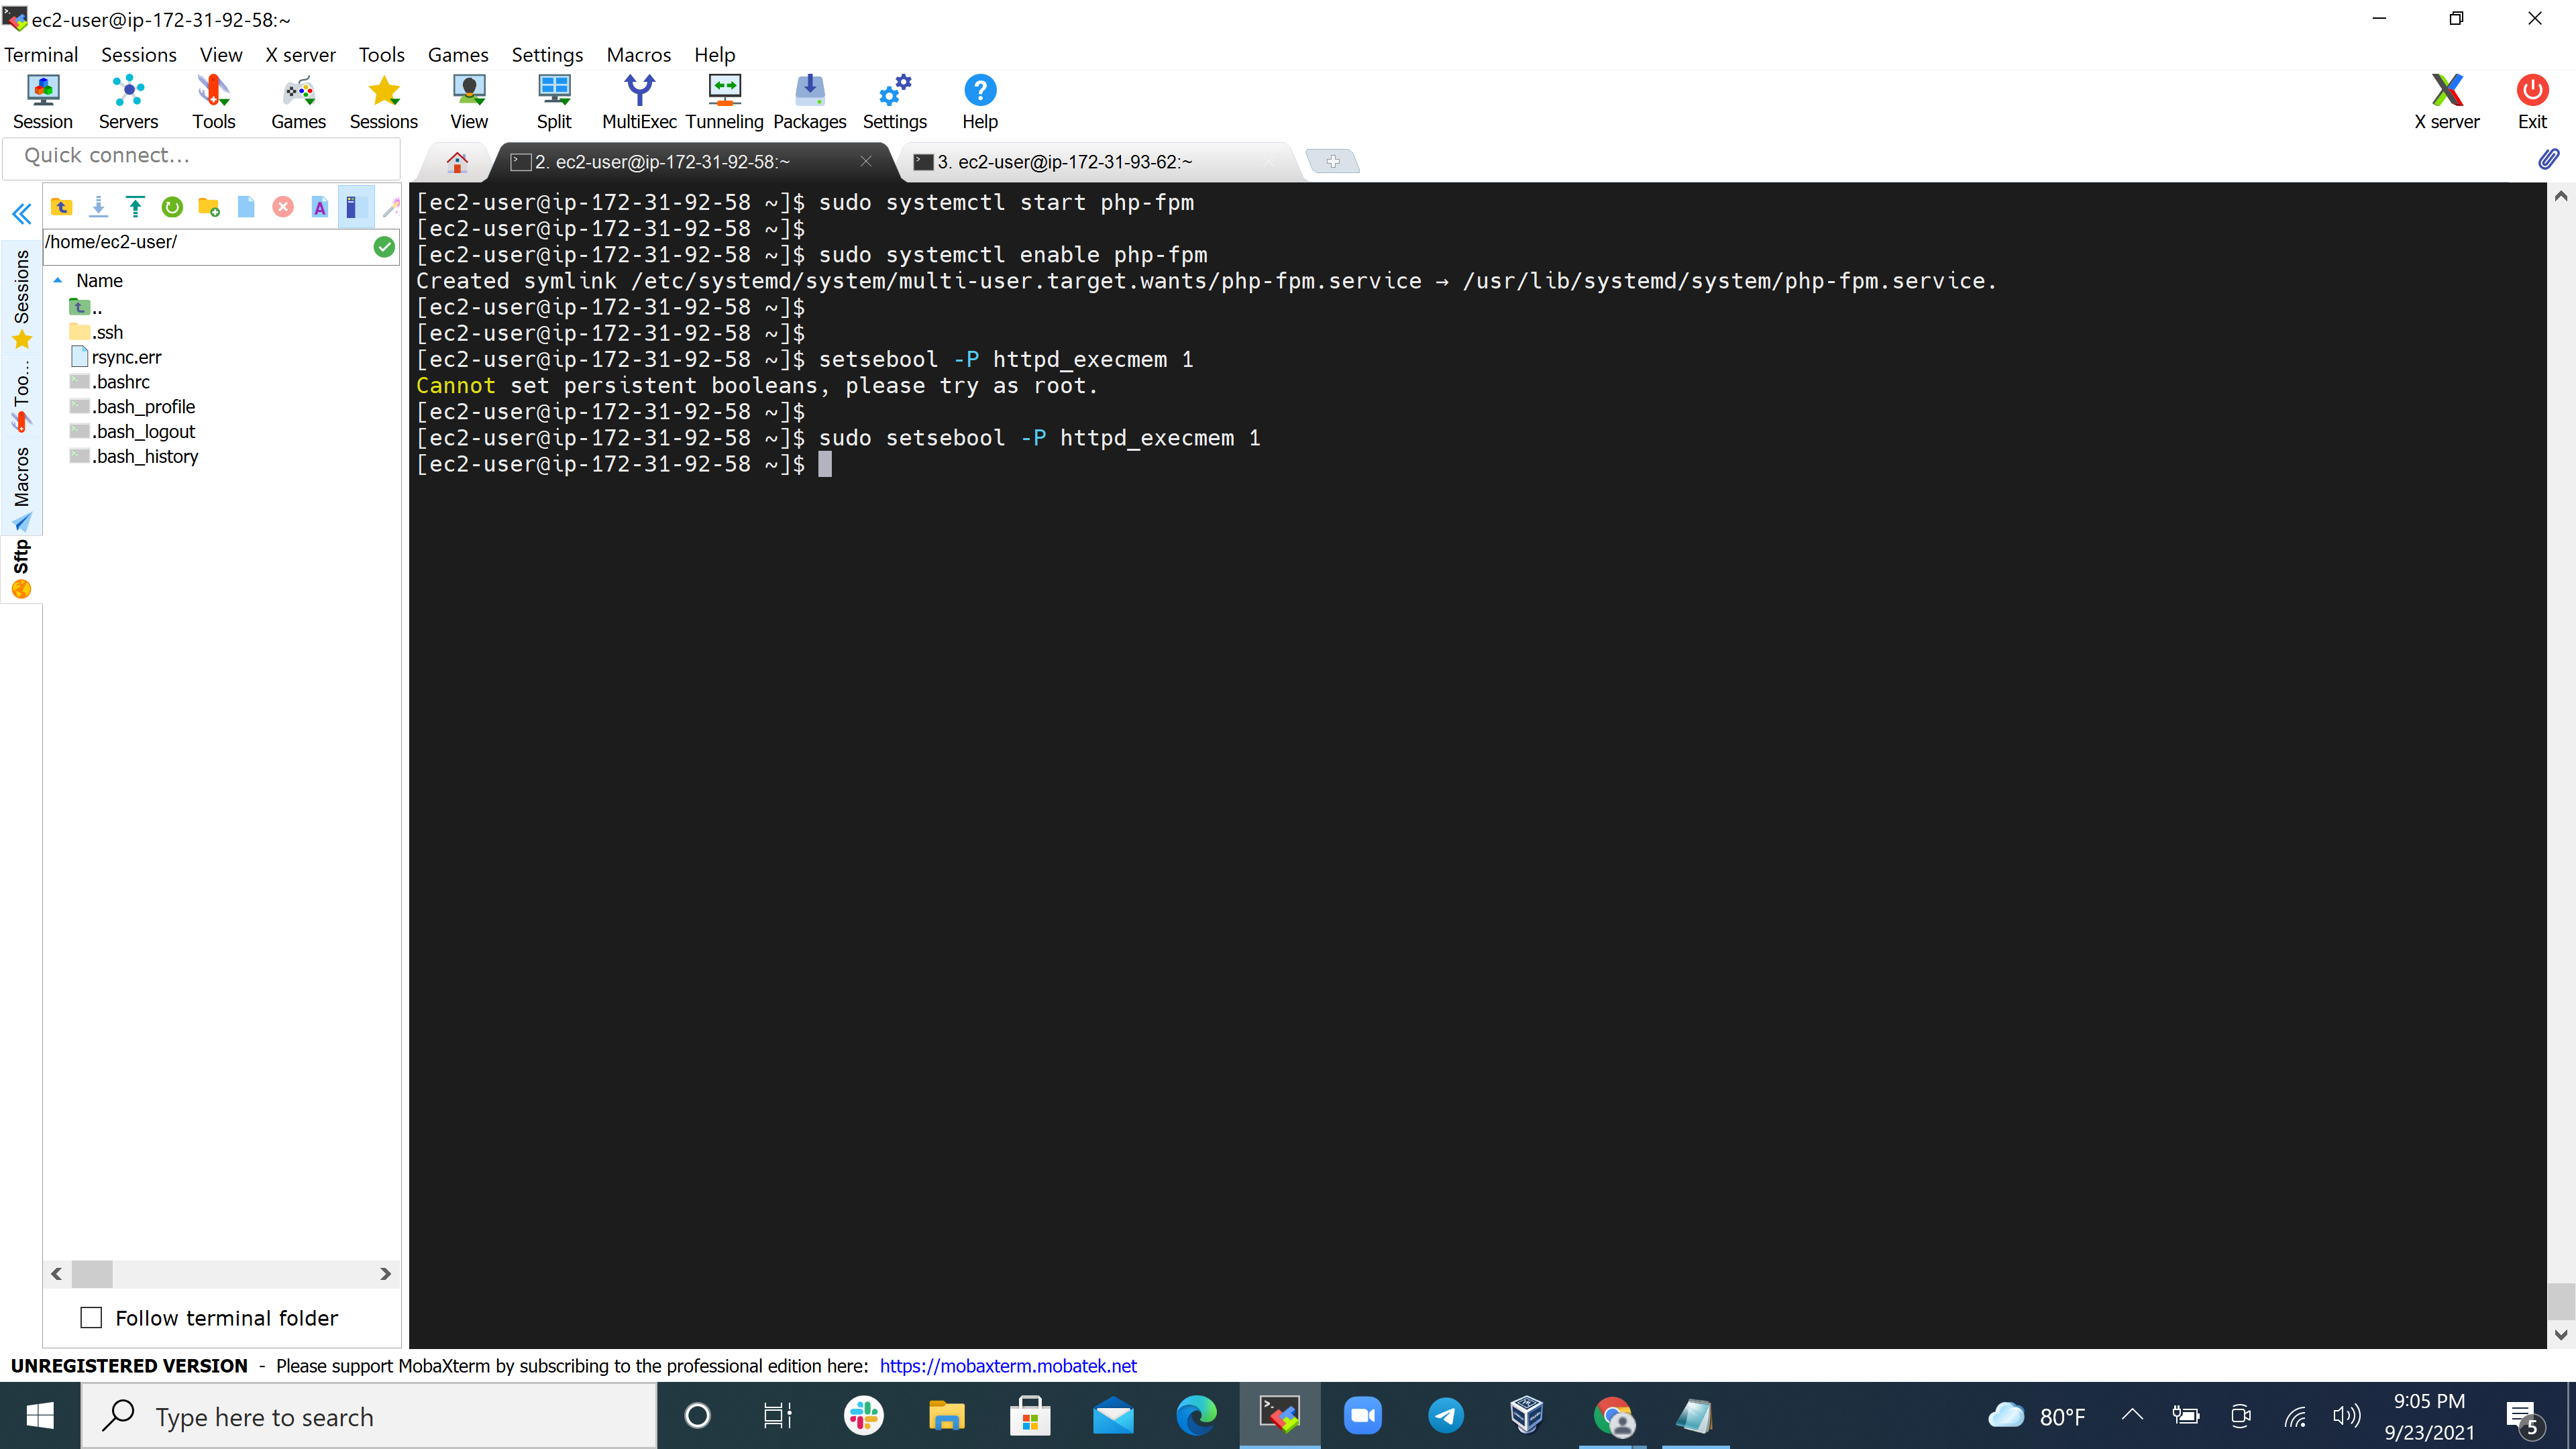 ec2-user@ip-172-31-92-58:~
Terminal Sessions View X server Tools Games Settings Macros Help
Session Servers Tools Games Sessions View Split MultiExec Tunneling Packages Settings Help X server Exit
Quick connect...
2. ec2-user@ip-172-31-92-58:~
3. ec2-user@ip-172-31-93-62:~
/home/ec2-user/
Name
..
.ssh
rsync.err
.bashrc
.bash_profile
.bash_logout
.bash_history
Sessions
Too...
Macros
Sftp
[ec2-user@ip-172-31-92-58 ~]$ sudo systemctl start php-fpm
[ec2-user@ip-172-31-92-58 ~]$
[ec2-user@ip-172-31-92-58 ~]$ sudo systemctl enable php-fpm
Created symlink /etc/systemd/system/multi-user.target.wants/php-fpm.service → /usr/lib/systemd/system/php-fpm.service.
[ec2-user@ip-172-31-92-58 ~]$
[ec2-user@ip-172-31-92-58 ~]$
[ec2-user@ip-172-31-92-58 ~]$ setsebool -P httpd_execmem 1
Cannot set persistent booleans, please try as root.
[ec2-user@ip-172-31-92-58 ~]$
[ec2-user@ip-172-31-92-58 ~]$ sudo setsebool -P httpd_execmem 1
[ec2-user@ip-172-31-92-58 ~]$
Follow terminal folder
UNREGISTERED VERSION - Please support MobaXterm by subscribing to the professional edition here: https://mobaxterm.mobatek.net
Type here to search
80°F
9:05 PM
9/23/2021
5